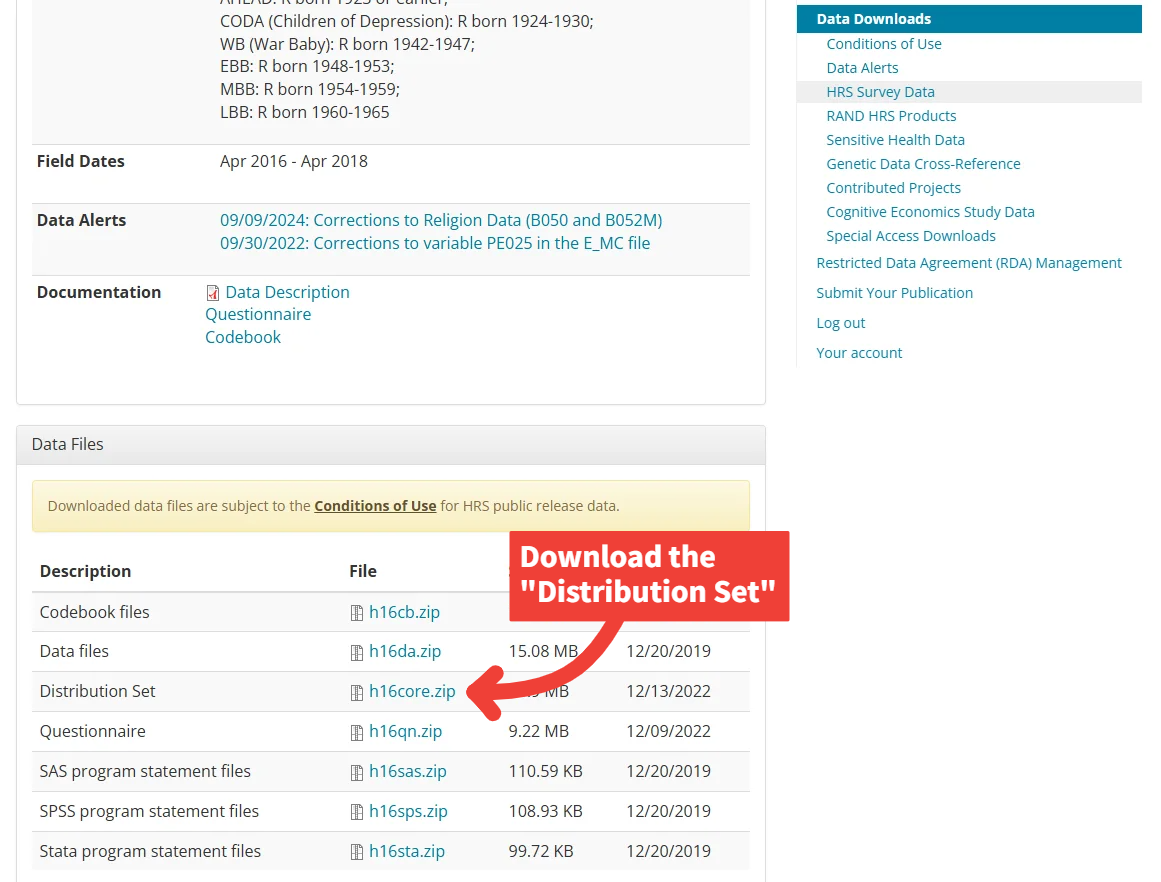 CODA (Children of Depression): R born 1924-1930;
WB (War Baby): R born 1942-1947;
EBB: R born 1948-1953;
MBB: R born 1954-1959;
LBB: R born 1960-1965
Field Dates Apr 2016 - Apr 2018
Data Alerts 09/09/2024: Corrections to Religion Data (B050 and B052M)
09/30/2022: Corrections to variable PE025 in the E_MC file
Documentation Data Description
Questionnaire
Codebook
Data Files
Downloaded data files are subject to the Conditions of Use for HRS public release data.
Download the
"Distribution Set"
Description File
Codebook files h16cb.zip
Data files h16da.zip 15.08 MB 12/20/2019
Distribution Set h16core.zip MB 12/13/2022
Questionnaire h16qn.zip 9.22 MB 12/09/2022
SAS program statement files h16sas.zip 110.59 KB 12/20/2019
SPSS program statement files h16sps.zip 108.93 KB 12/20/2019
Stata program statement files h16sta.zip 99.72 KB 12/20/2019
Data Downloads
Conditions of Use
Data Alerts
HRS Survey Data
RAND HRS Products
Sensitive Health Data
Genetic Data Cross-Reference
Contributed Projects
Cognitive Economics Study Data
Special Access Downloads
Restricted Data Agreement (RDA) Management
Submit Your Publication
Log out
Your account